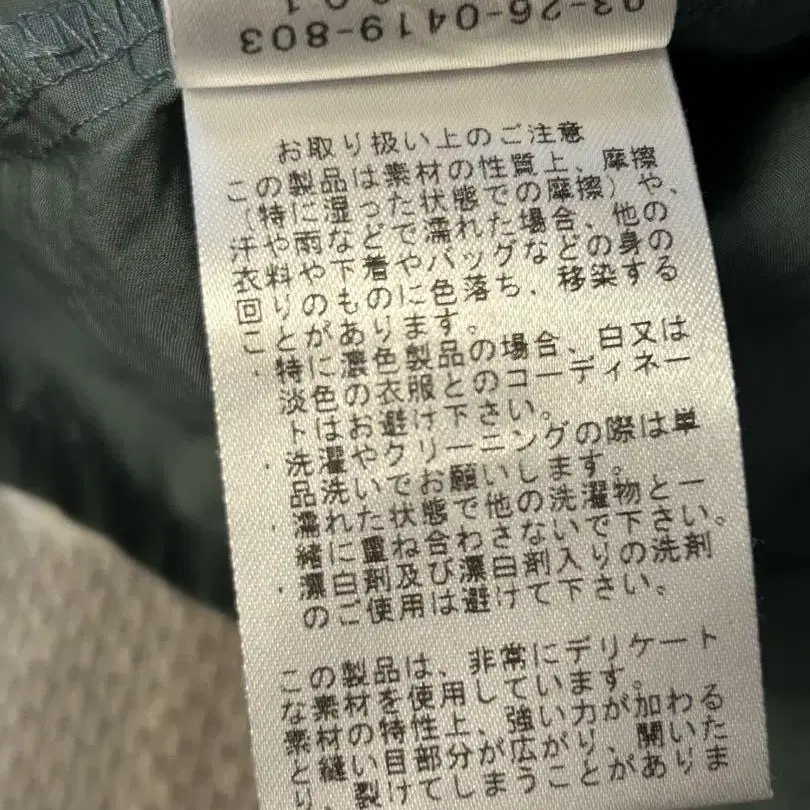 03-26-0419-803
お取り扱い上のご注意
この製品は素材の性質上、摩擦
（特に湿った状態での摩擦）や、
汗や雨などで濡れた場合、他の
衣料や下着やバッグなどの身の
回りのものに色落ち、移染する
ことがあります。
・特に濃色製品の場合、白又は
淡色の色衣服とのコーディネー
トはお避け下さい。
・洗濯やクリーニングの際は単
品洗いでお願いします。
・濡れた状態で他の洗濯物と一
緒に重ね合わさないで下さい。
・漂白剤及び漂白剤入りの洗剤
のご使用は避けて下さい。
この製品は、非常にデリケート
な素材を使用しています。
素材の特性上、強い力が加わる
と、縫い目部分が広がり、開いたま
り、裂けてしまうことがありま